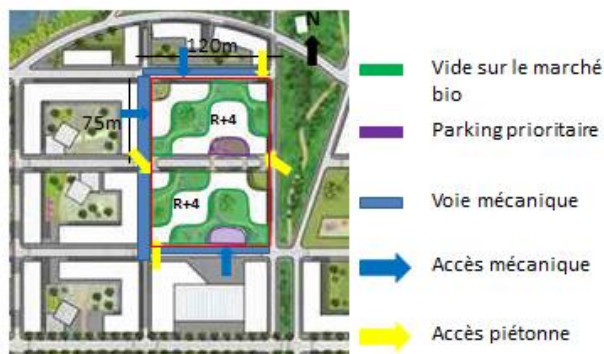 120m
N
75m
R+4
R+4
Vide sur le marché
bio
Parking prioritaire
Voie mécanique
Accès mécanique
Accès piétonne